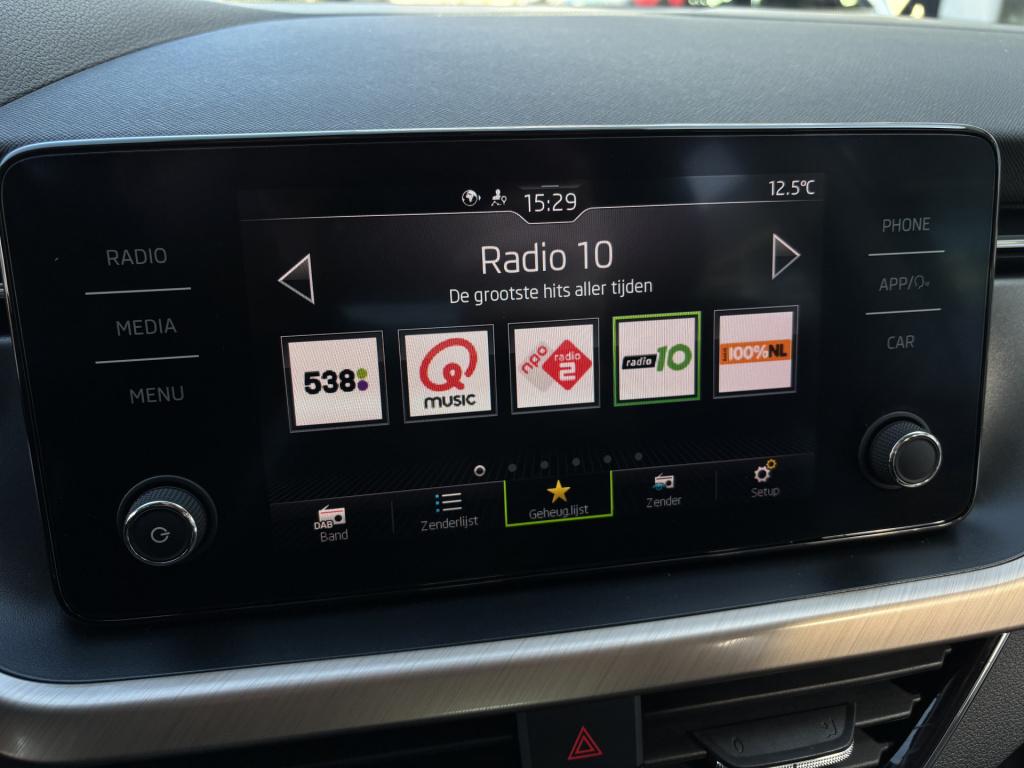 15:29
12.5°C
RADIO
MEDIA
MENU
PHONE
APP/
CAR
Radio 10
De grootste hits aller tijden
538
Q
MUSIC
npo
radio
2
radio 10
100%NL
DAB
Band
Zenderlijst
Geheug.lijst
Zender
Setup